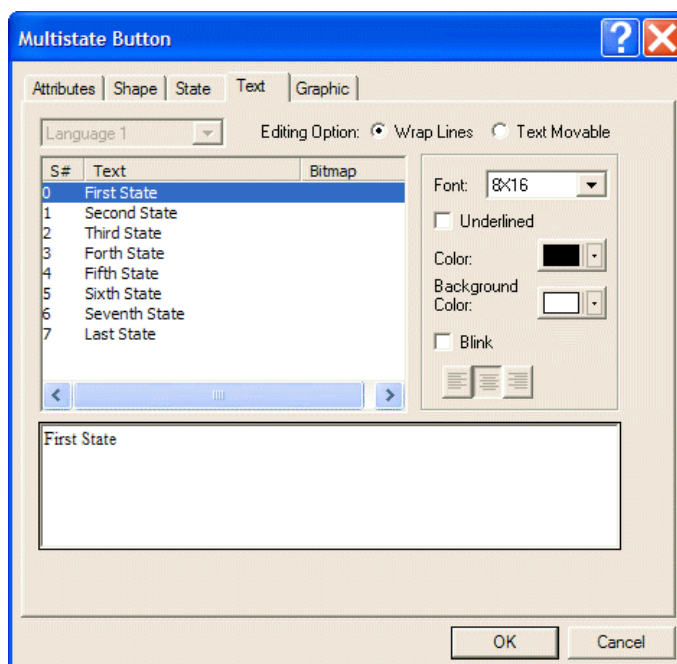 Multistate Button
Attributes Shape State Text Graphic
Language 1 Editing Option: Wrap Lines Text Movable
S# Text Bitmap
0 First State
1 Second State
2 Third State
3 Forth State
4 Fifth State
5 Sixth State
6 Seventh State
7 Last State
Font: 8X16
Underlined
Color:
Background
Color:
Blink
First State
OK Cancel